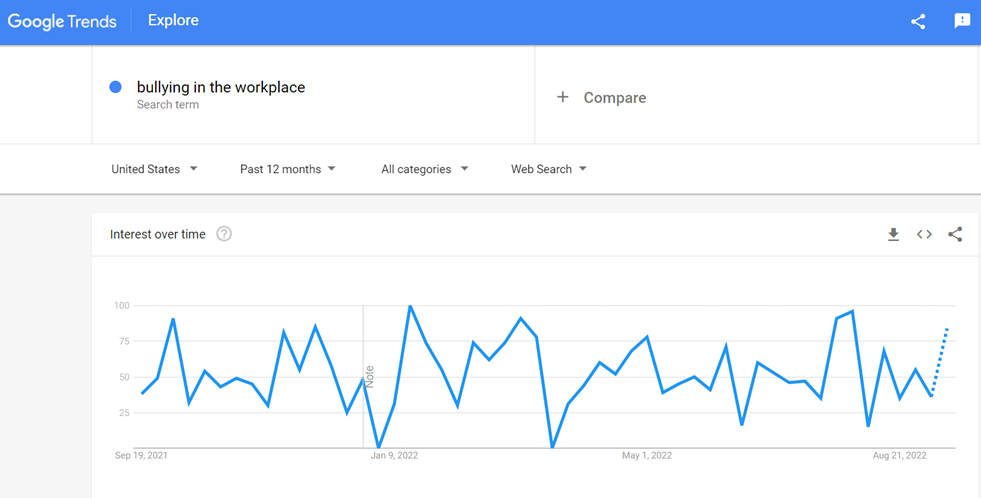 Google Trends Explore
bullying in the workplace
Search term
+ Compare
United States Past 12 months All categories Web Search
Interest over time ?
100
75
50
25
Note
Sep 19, 2021 Jan 9, 2022 May 1, 2022 Aug 21, 2022